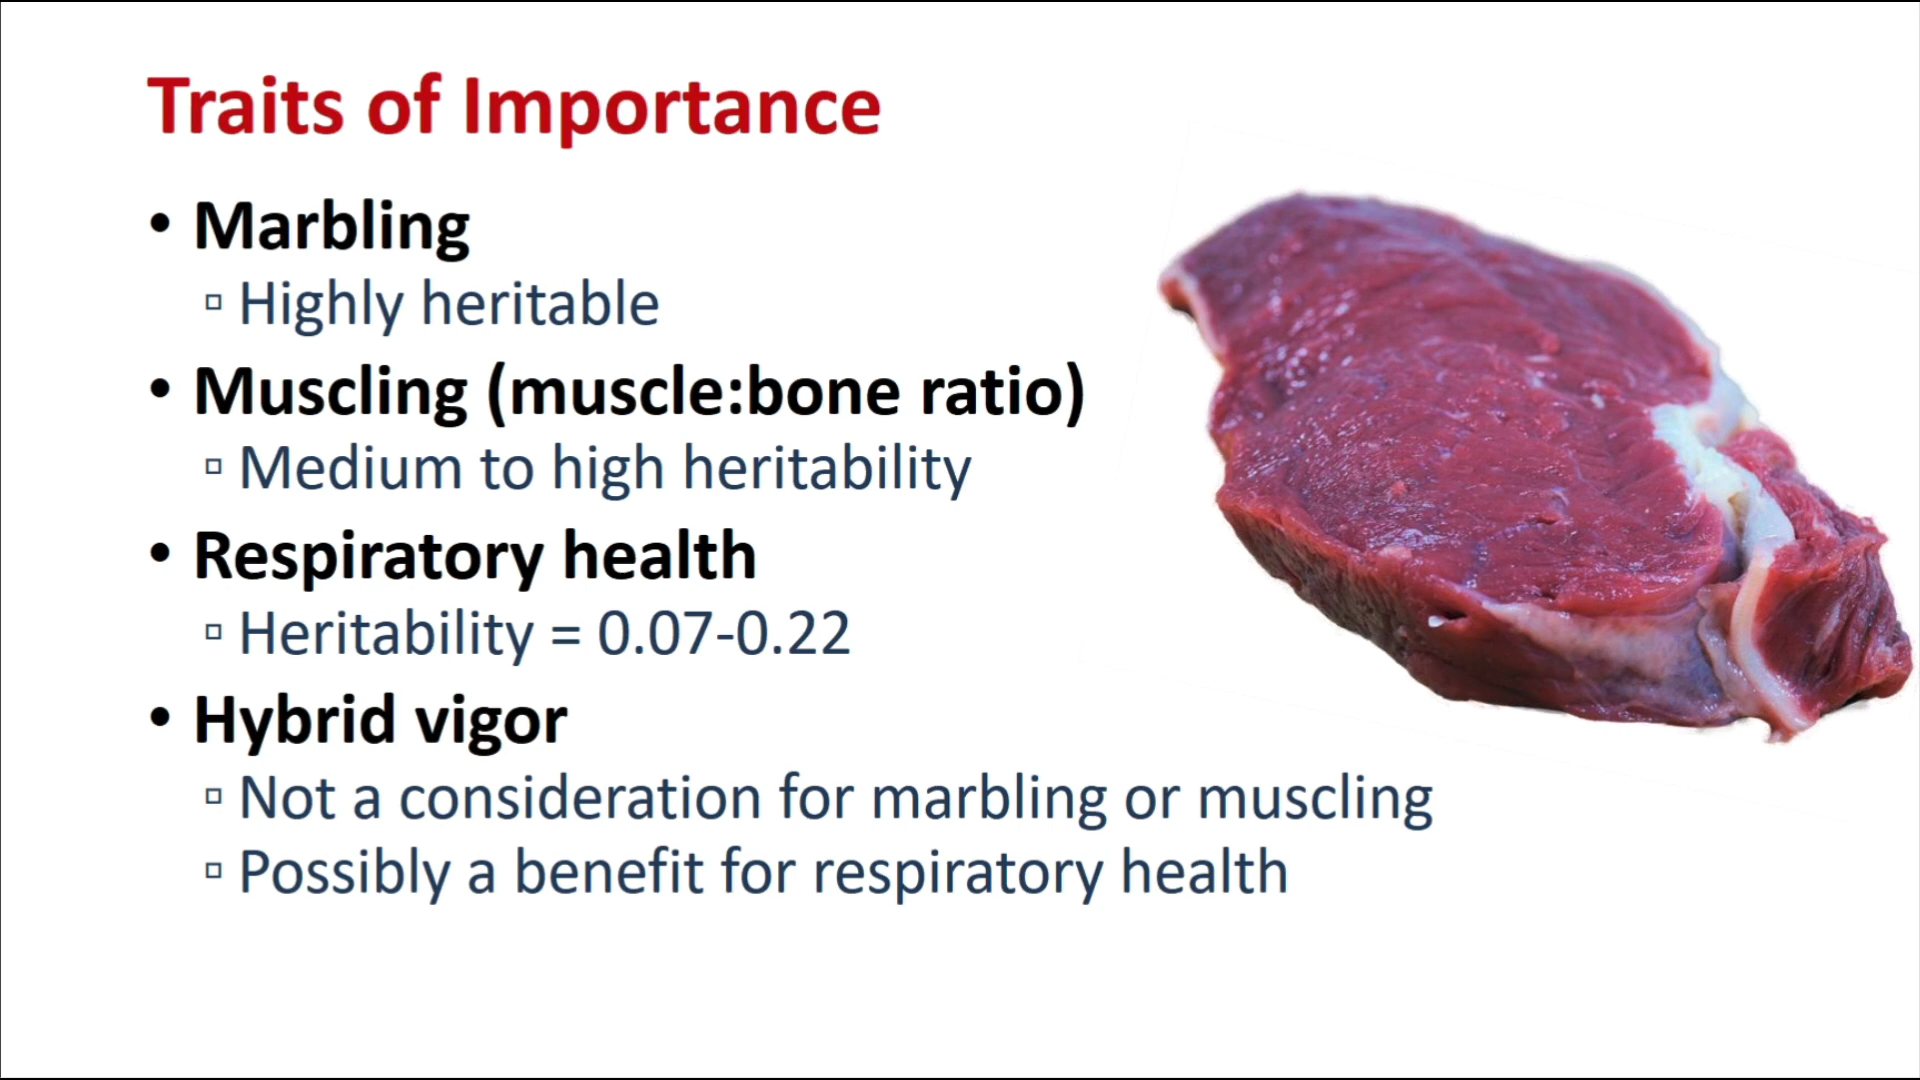 Traits of Importance
• Marbling
▫ Highly heritable
• Muscling (muscle:bone ratio)
▫ Medium to high heritability
• Respiratory health
▫ Heritability = 0.07-0.22
• Hybrid vigor
▫ Not a consideration for marbling or muscling
▫ Possibly a benefit for respiratory health